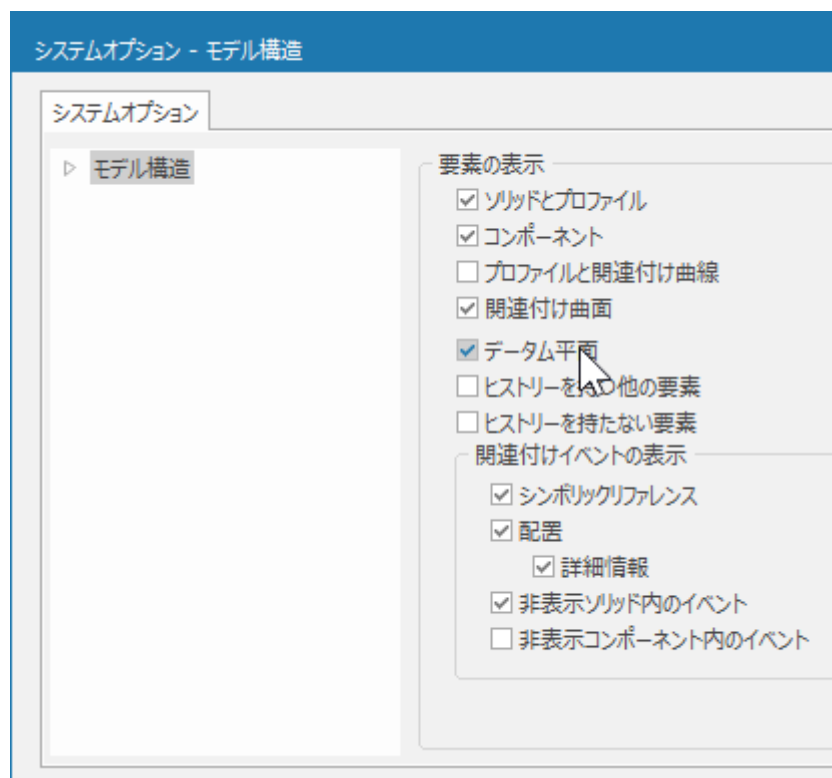 システムオプション - モデル構造
システムオプション
モデル構造
要素の表示
ソリッドとプロファイル
コンポーネント
プロファイルと関連付け曲線
関連付け曲面
データム平面
ヒストリーを持つ他の要素
ヒストリーを持たない要素
関連付けイベントの表示
シンボリックリファレンス
配置
詳細情報
非表示ソリッド内のイベント
非表示コンポーネント内のイベント